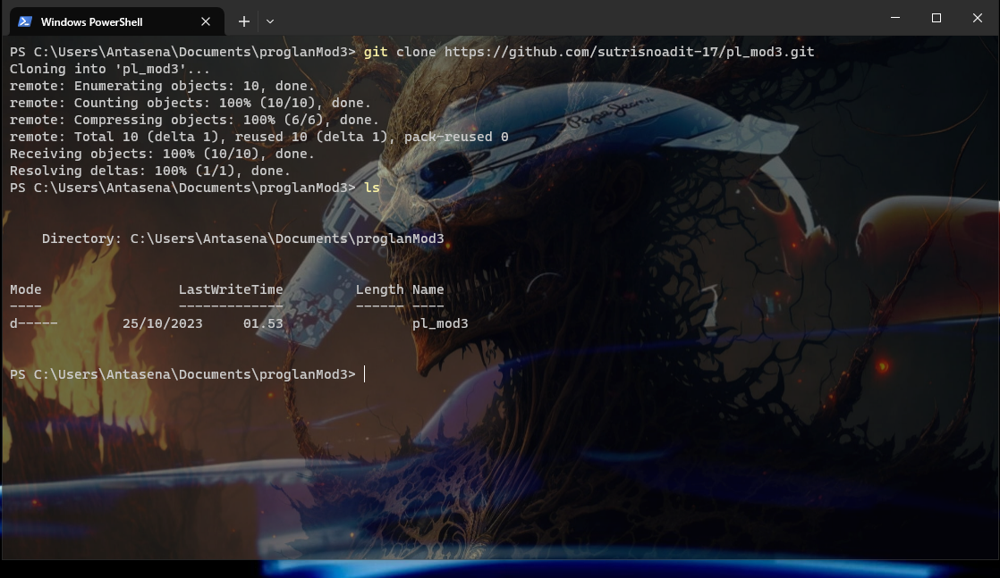 Windows PowerShell
PS C:\Users\Antasena\Documents\proglanMod3> git clone https://github.com/sutrisnoadit-17/pl_mod3.git
Cloning into 'pl_mod3'...
remote: Enumerating objects: 10, done.
remote: Counting objects: 100% (10/10), done.
remote: Compressing objects: 100% (6/6), done.
remote: Total 10 (delta 1), reused 10 (delta 1), pack-reused 0
Receiving objects: 100% (10/10), done.
Resolving deltas: 100% (1/1), done.
PS C:\Users\Antasena\Documents\proglanMod3> ls
Directory: C:\Users\Antasena\Documents\proglanMod3
Mode LastWriteTime Length Name
---- ------------- ------ ----
d----- 25/10/2023 01.53 pl_mod3
PS C:\Users\Antasena\Documents\proglanMod3>
Pepe Jeans